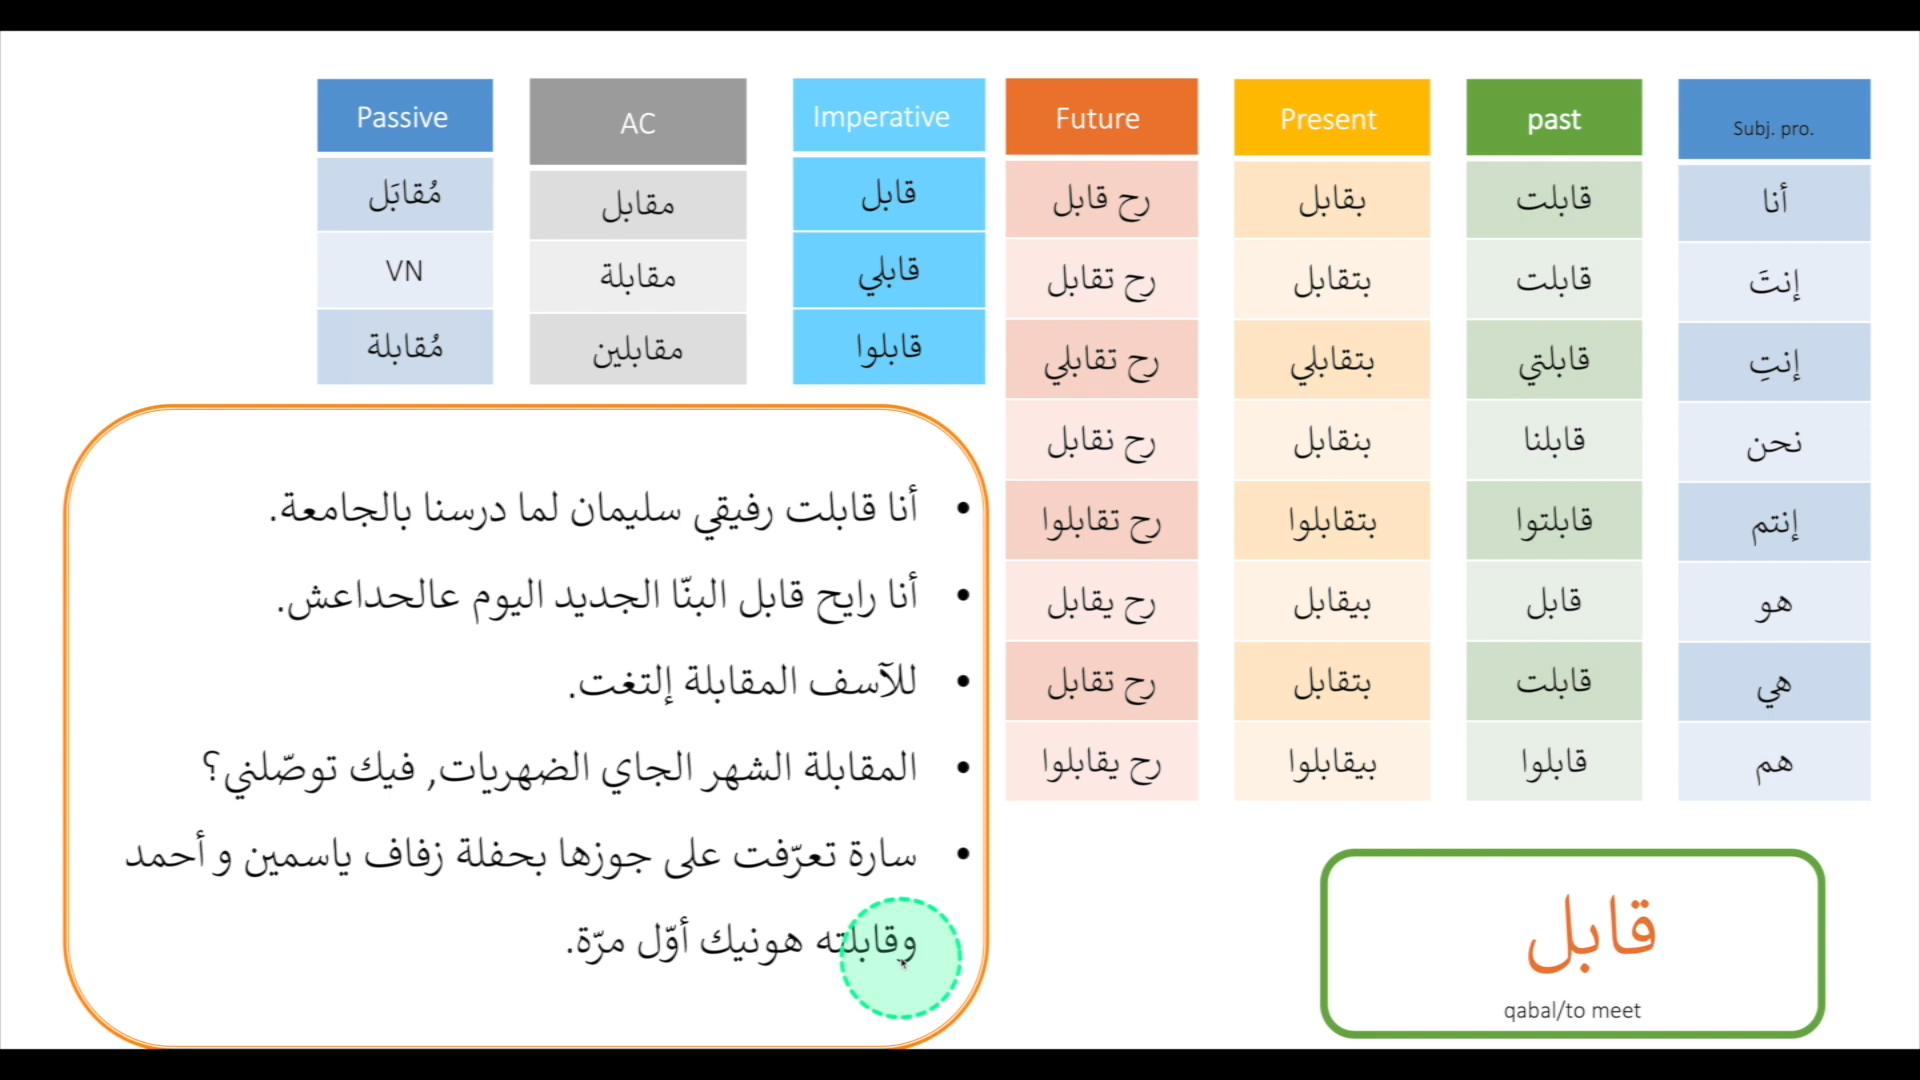 Subj. pro.
أنا
إنتَ
إنتِ
نحن
إنتم
هو
هي
هم
past
قابلت
قابلت
قابلتي
قابلنا
قابلتوا
قابل
قابلت
قابلوا
Present
بقابل
بتقابل
بتقابلي
بنقابل
بتقابلوا
بيقابل
بتقابل
بيقابلوا
Future
رح قابل
رح تقابل
رح تقابلي
رح نقابل
رح تقابلوا
رح يقابل
رح تقابل
رح يقابلوا
Imperative
قابل
قابلي
قابلوا
AC
مقابل
مقابلة
مقابلين
Passive
مُقابَل
VN
مُقابلة
• أنا قابلت رفيقي سليمان لما درسنا بالجامعة.
• أنا رايح قابل البنّا الجديد اليوم عالحداعش.
• للآسف المقابلة إلتغت.
• المقابلة الشهر الجاي الضهريات, فيك توصّلني؟
• سارة تعرّفت على جوزها بحفلة زفاف ياسمين و أحمد
وقابلته هونيك أوّل مرّة.
قابل
qabal/to meet